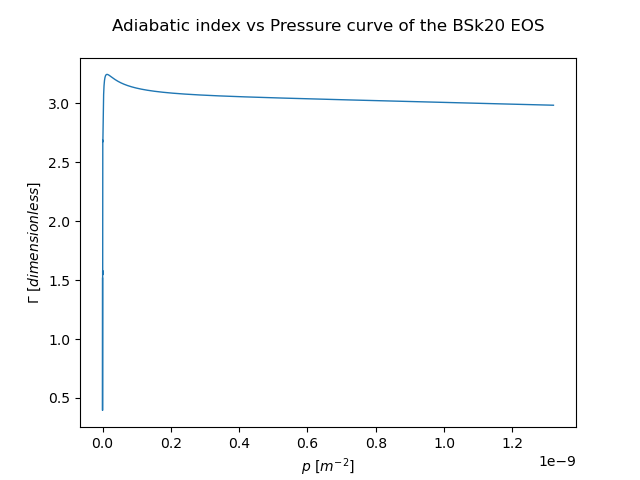 Adiabatic index vs Pressure curve of the BSk20 EOS
Γ [dimensionless]
3.0
2.5
2.0
1.5
1.0
0.5
0.0 0.2 0.4 0.6 0.8 1.0 1.2
1e−9
p [m⁻²]